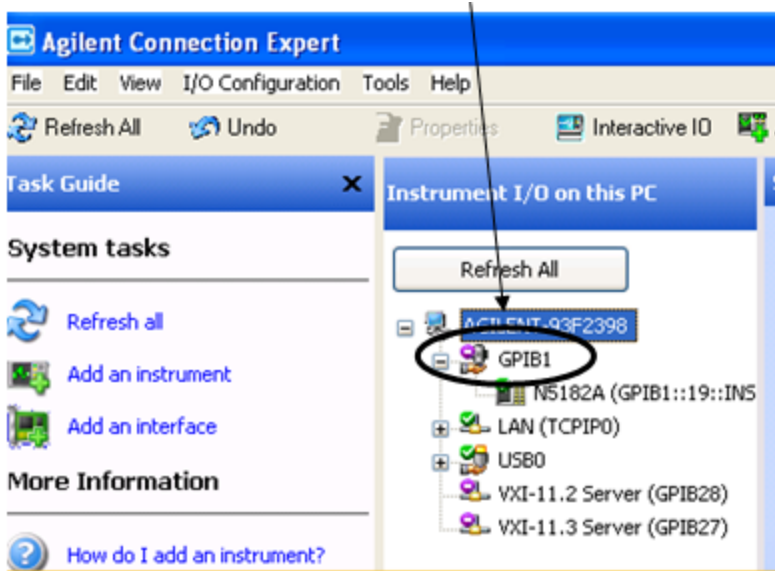 Agilent Connection Expert
File Edit View I/O Configuration Tools Help
Refresh All Undo Properties Interactive IO
Task Guide
Instrument I/O on this PC
System tasks
Refresh All
Refresh all
Add an instrument
Add an interface
More Information
How do I add an instrument?
AGILENT-93F2398
GPIB1
N5182A (GPIB1::19::INS
LAN (TCPIP0)
USB0
VXI-11.2 Server (GPIB28)
VXI-11.3 Server (GPIB27)